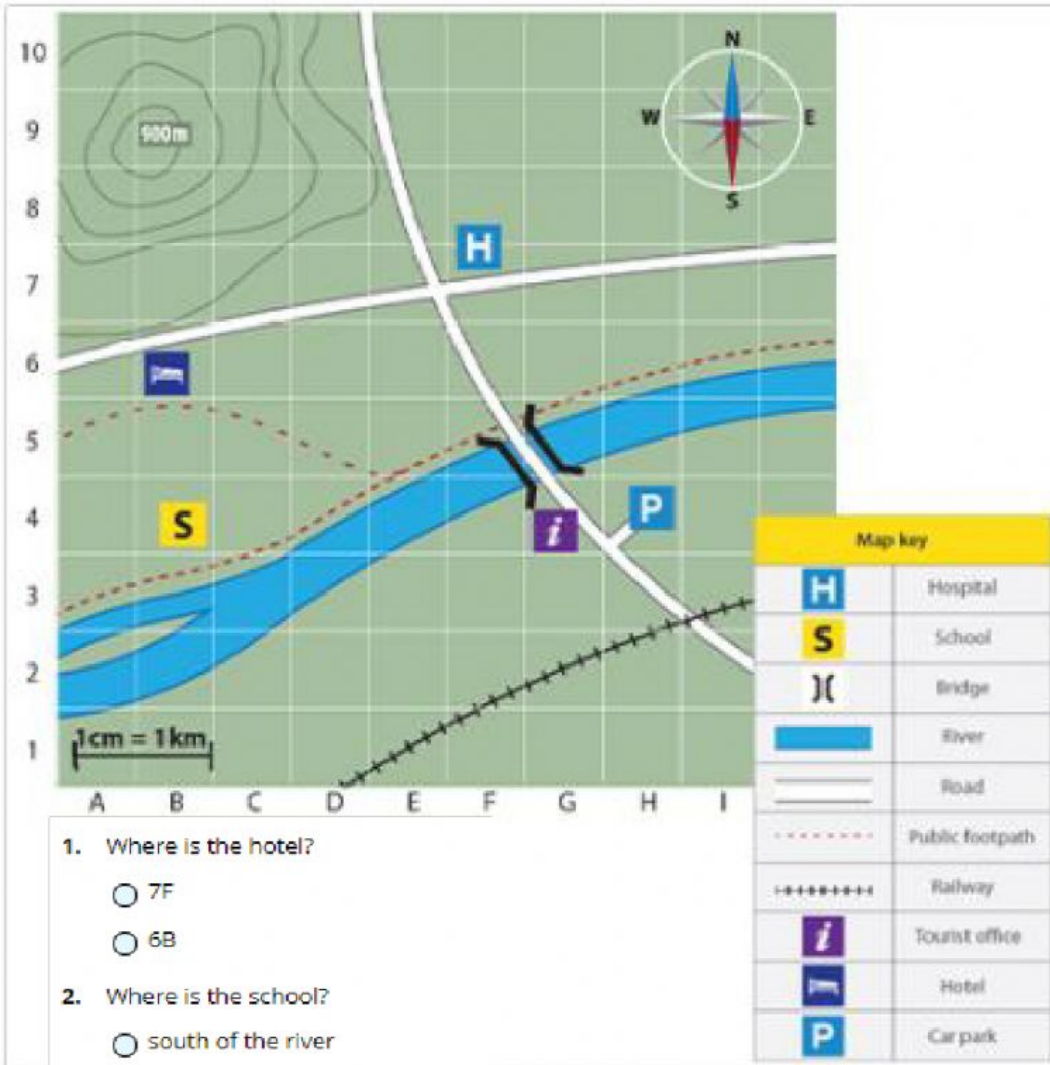 10
N
9
900m
W
E
8
S
H
7
6
5
4
S
P
i
Map key
3
H
Hospital
S
School
2
Bridge
River
1
1cm = 1km
Road
A B C D E F G H I
Public footpath
1. Where is the hotel?
7F
Railway
6B
i
Tourist office
Hotel
2. Where is the school?
south of the river
P
Car park